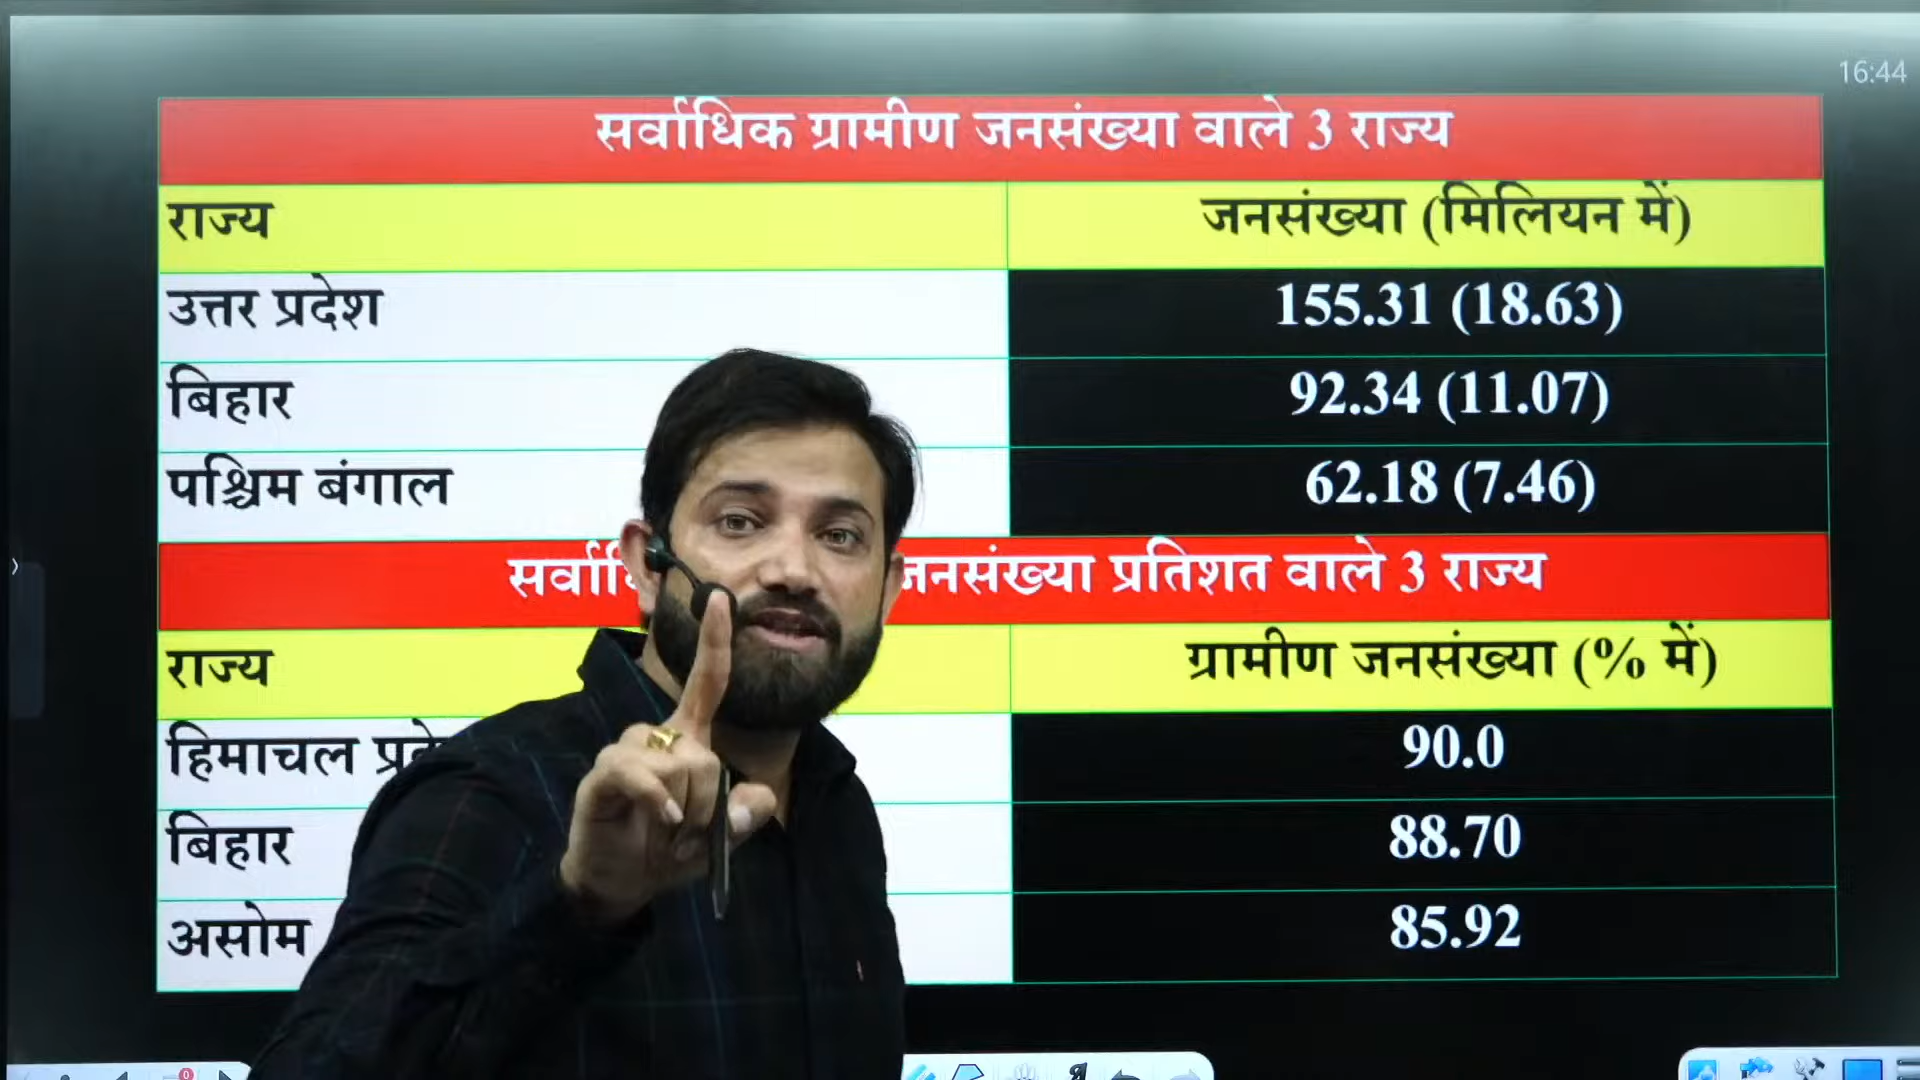 16:44
सर्वाधिक ग्रामीण जनसंख्या वाले 3 राज्य
राज्य जनसंख्या (मिलियन में)
उत्तर प्रदेश 155.31 (18.63)
बिहार 92.34 (11.07)
पश्चिम बंगाल 62.18 (7.46)
जनसंख्या प्रतिशत वाले 3 राज्य
राज्य ग्रामीण जनसंख्या (% में)
हिमाचल 90.0
बिहार 88.70
असोम 85.92
0